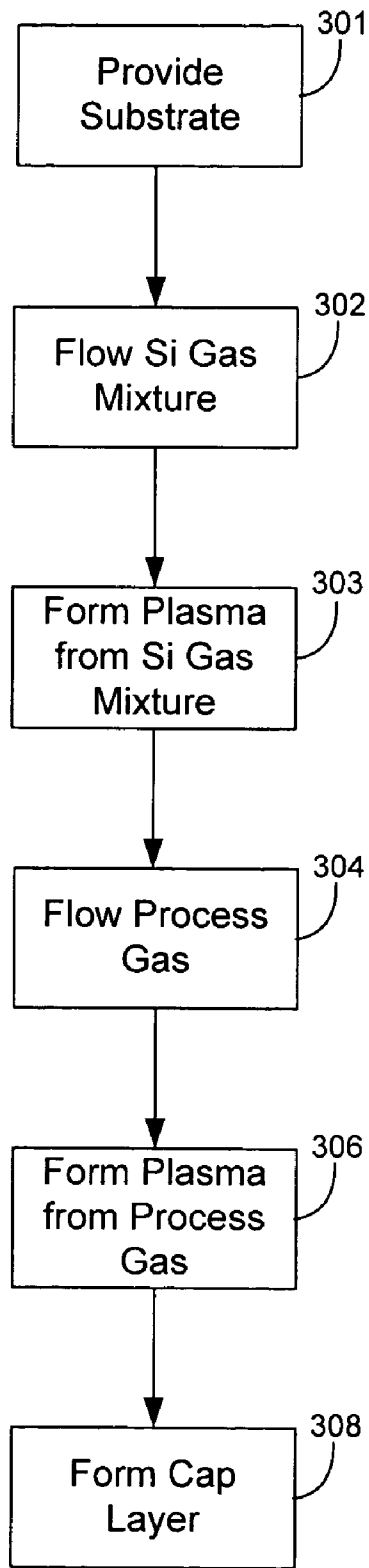 301
Provide
Substrate
302
Flow Si Gas
Mixture
303
Form Plasma
from Si Gas
Mixture
304
Flow Process
Gas
306
Form Plasma
from Process
Gas
308
Form Cap
Layer